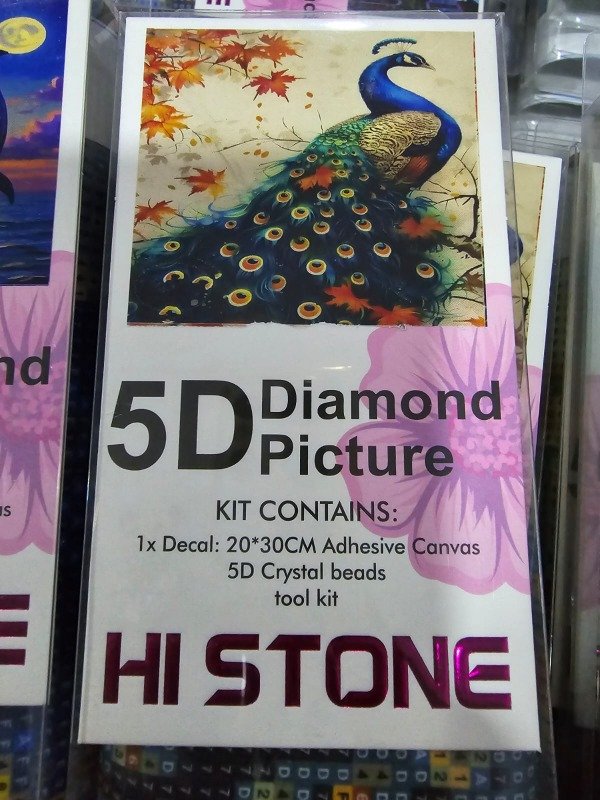 5D Diamond
Picture
KIT CONTAINS:
1x Decal: 20*30CM Adhesive Canvas
5D Crystal beads
tool kit
HI STONE